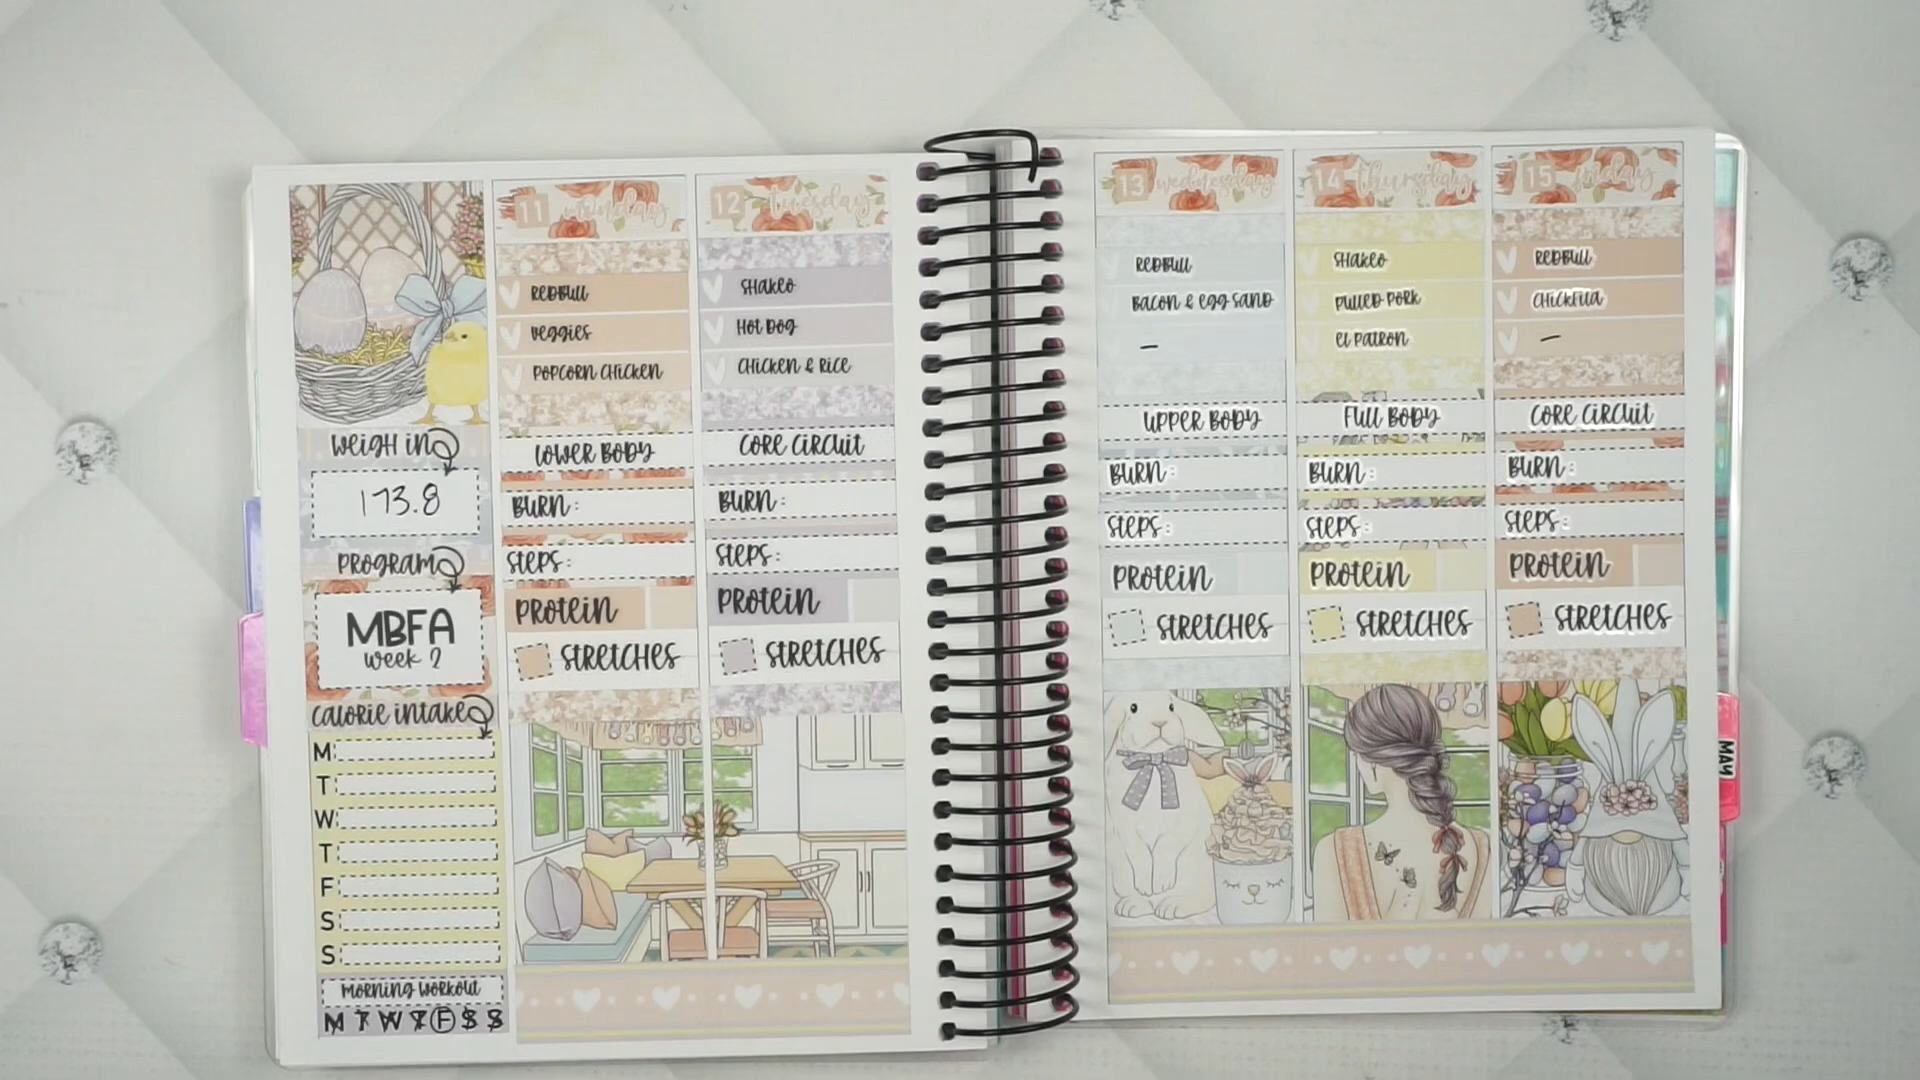 WEIGH IN
173.8
PROGRAM
MBFA
WEEK 2
CALORIE INTAKE
M:
T:
W:
T:
F:
S:
S:
MORNING WORKOUT
M T W T F S S
11 monday
REDBULL
VEGGIES
POPCORN CHICKEN
LOWER BODY
BURN:
STEPS:
PROTEIN
STRETCHES
12 tuesday
SHAKEO
HOT DOG
CHICKEN & RICE
CORE CIRCUIT
BURN:
STEPS:
PROTEIN
STRETCHES
13 wednesday
REDBULL
BACON & EGG SAND
—
UPPER BODY
BURN:
STEPS:
PROTEIN
STRETCHES
14 thursday
SHAKEO
PULLED PORK
EL PATRON
FULL BODY
BURN:
STEPS:
PROTEIN
STRETCHES
15 friday
REDBULL
CHICKFILA
—
CORE CIRCUIT
BURN:
STEPS:
PROTEIN
STRETCHES
MAY